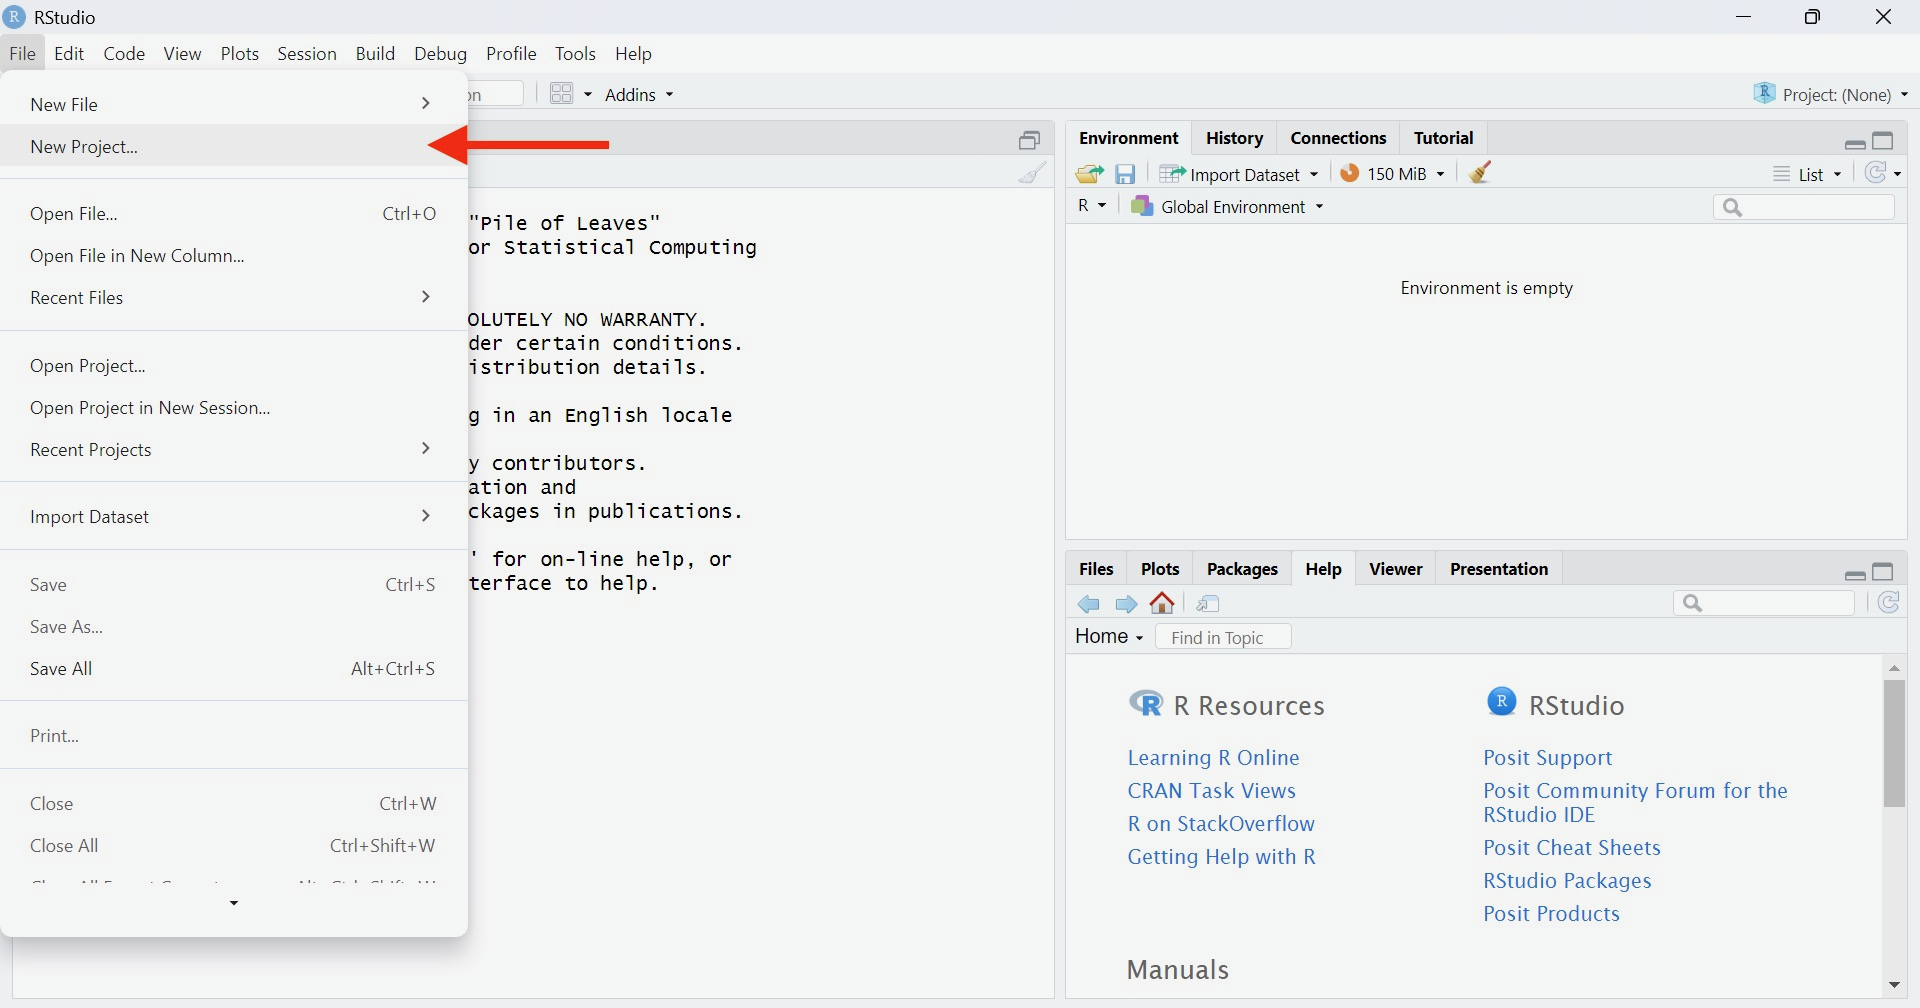 RStudio
File Edit Code View Plots Session Build Debug Profile Tools Help
Addins
Project: (None)
New File
New Project...
Open File... Ctrl+O
Open File in New Column...
Recent Files
Open Project...
Open Project in New Session...
Recent Projects
Import Dataset
Save Ctrl+S
Save As...
Save All Alt+Ctrl+S
Print...
Close Ctrl+W
Close All Ctrl+Shift+W
"Pile of Leaves"
or Statistical Computing
OLUTELY NO WARRANTY.
der certain conditions.
istribution details.
g in an English locale
y contributors.
ation and
ckages in publications.
' for on-line help, or
terface to help.
Environment History Connections Tutorial
Import Dataset 150 MiB List
R Global Environment
Environment is empty
Files Plots Packages Help Viewer Presentation
Home Find in Topic
R Resources
Learning R Online
CRAN Task Views
R on StackOverflow
Getting Help with R
RStudio
Posit Support
Posit Community Forum for the
RStudio IDE
Posit Cheat Sheets
RStudio Packages
Posit Products
Manuals